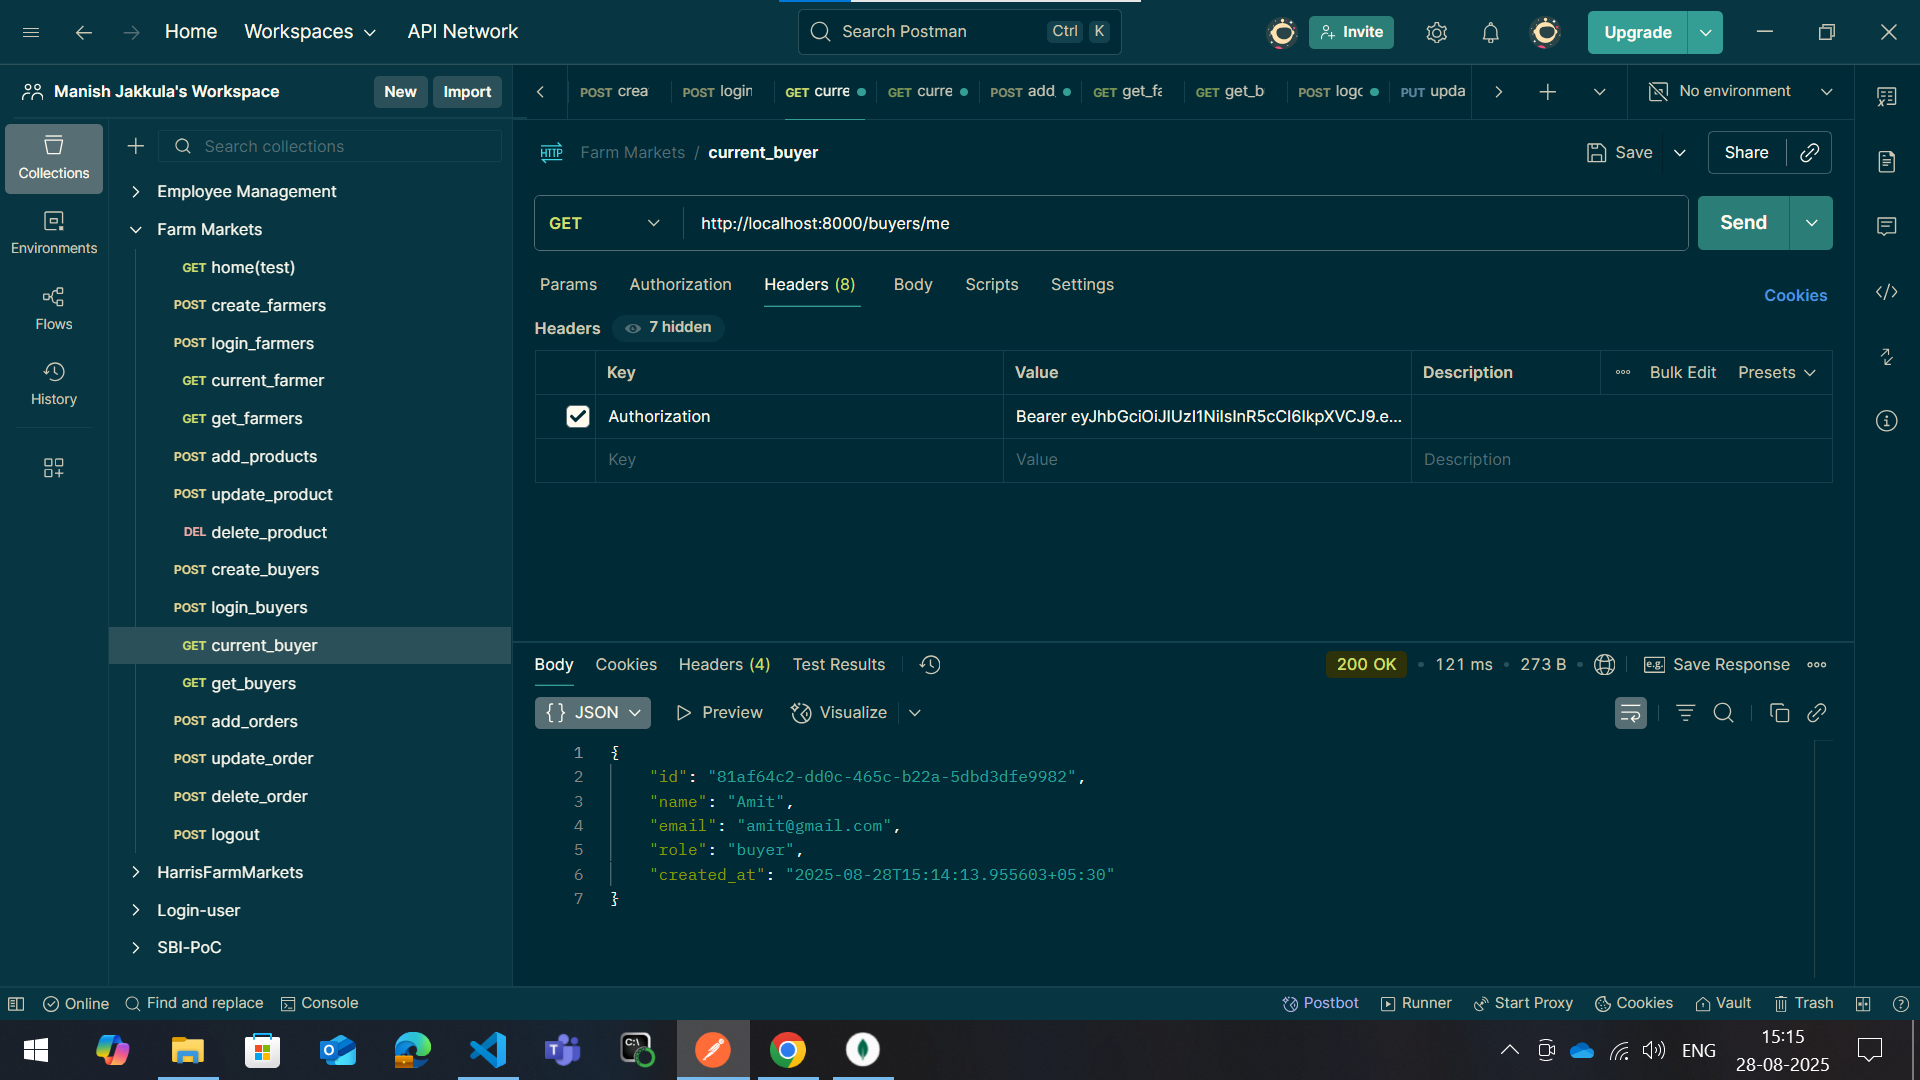 Home
Workspaces
API Network
Search Postman
Ctrl
K
Invite
Upgrade
Manish Jakkula's Workspace
New
Import
POST crea
POST login
GET curre
GET curre
POST add_
GET get_fa
GET get_b
POST logo
PUT upda
No environment
Collections
Environments
Flows
History
Search collections
Employee Management
Farm Markets
GET home(test)
POST create_farmers
POST login_farmers
GET current_farmer
GET get_farmers
POST add_products
POST update_product
DEL delete_product
POST create_buyers
POST login_buyers
GET current_buyer
GET get_buyers
POST add_orders
POST update_order
POST delete_order
POST logout
HarrisFarmMarkets
Login-user
SBI-PoC
HTTP Farm Markets / current_buyer
Save
Share
GET
http://localhost:8000/buyers/me
Send
Params
Authorization
Headers (8)
Body
Scripts
Settings
Cookies
Headers
7 hidden
Key
Value
Description
Bulk Edit
Presets
Authorization
Bearer eyJhbGciOiJIUzI1NiIsInR5cCI6IkpXVCJ9.e...
Key
Value
Description
Body
Cookies
Headers (4)
Test Results
200 OK
121 ms
273 B
e.g. Save Response
{} JSON
Preview
Visualize
1 {
2 "id": "81af64c2-dd0c-465c-b22a-5dbd3dfe9982",
3 "name": "Amit",
4 "email": "amit@gmail.com",
5 "role": "buyer",
6 "created_at": "2025-08-28T15:14:13.955603+05:30"
7 }
Online
Find and replace
Console
Postbot
Runner
Start Proxy
Cookies
Vault
Trash
ENG
15:15
28-08-2025